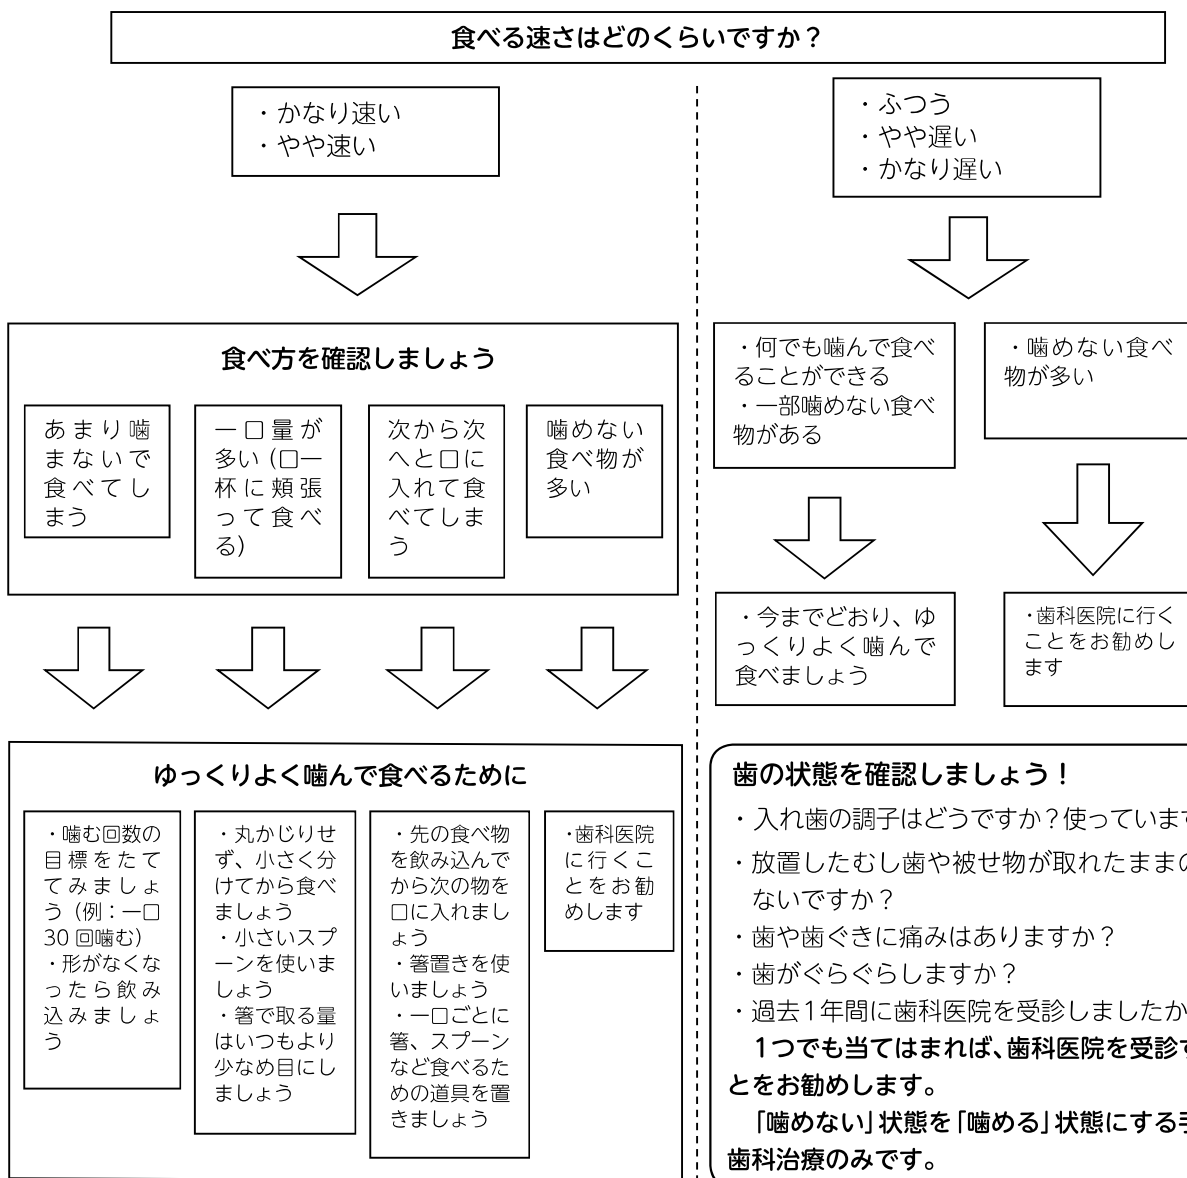 食べる速さはどのくらいですか？
・かなり速い
・やや速い
・ふつう
・やや遅い
・かなり遅い
食べ方を確認しましょう
あまり噛
まないで
食べてし
まう
一口量が
多い（口一
杯に頬張
って食べ
る）
次から次
へと口に
入れて食
べてしま
う
噛めない
食べ物が
多い
・何でも噛んで食べ
ることができる
・一部噛めない食べ
物がある
・噛めない食べ
物が多い
・今までどおり、ゆ
っくりよく噛んで
食べましょう
・歯科医院に行く
ことをお勧めし
ます
ゆっくりよく噛んで食べるために
・噛む回数の
目標をたて
てみましょ
う（例：一口
30 回噛む）
・形がなくな
ったら飲み
込みましょ
う
・丸かじりせ
ず、小さく分
けてから食べ
ましょう
・小さいスプ
ーンを使いま
しょう
・箸で取る量
はいつもより
少なめ目にし
ましょう
・先の食べ物
を飲み込んで
から次の物を
口に入れまし
ょう
・箸置きを使
いましょう
・一口ごとに
箸、スプーン
など食べるた
めの道具を置
きましょう
・歯科医院
に行くこ
とをお勧
めします
歯の状態を確認しましょう！
・入れ歯の調子はどうですか？使っていま
・放置したむし歯や被せ物が取れたままの
ないですか？
・歯や歯ぐきに痛みはありますか？
・歯がぐらぐらしますか？
・過去1年間に歯科医院を受診しましたか
1つでも当てはまれば、歯科医院を受診
とをお勧めします。
「噛めない」状態を「噛める」状態にする
歯科治療のみです。